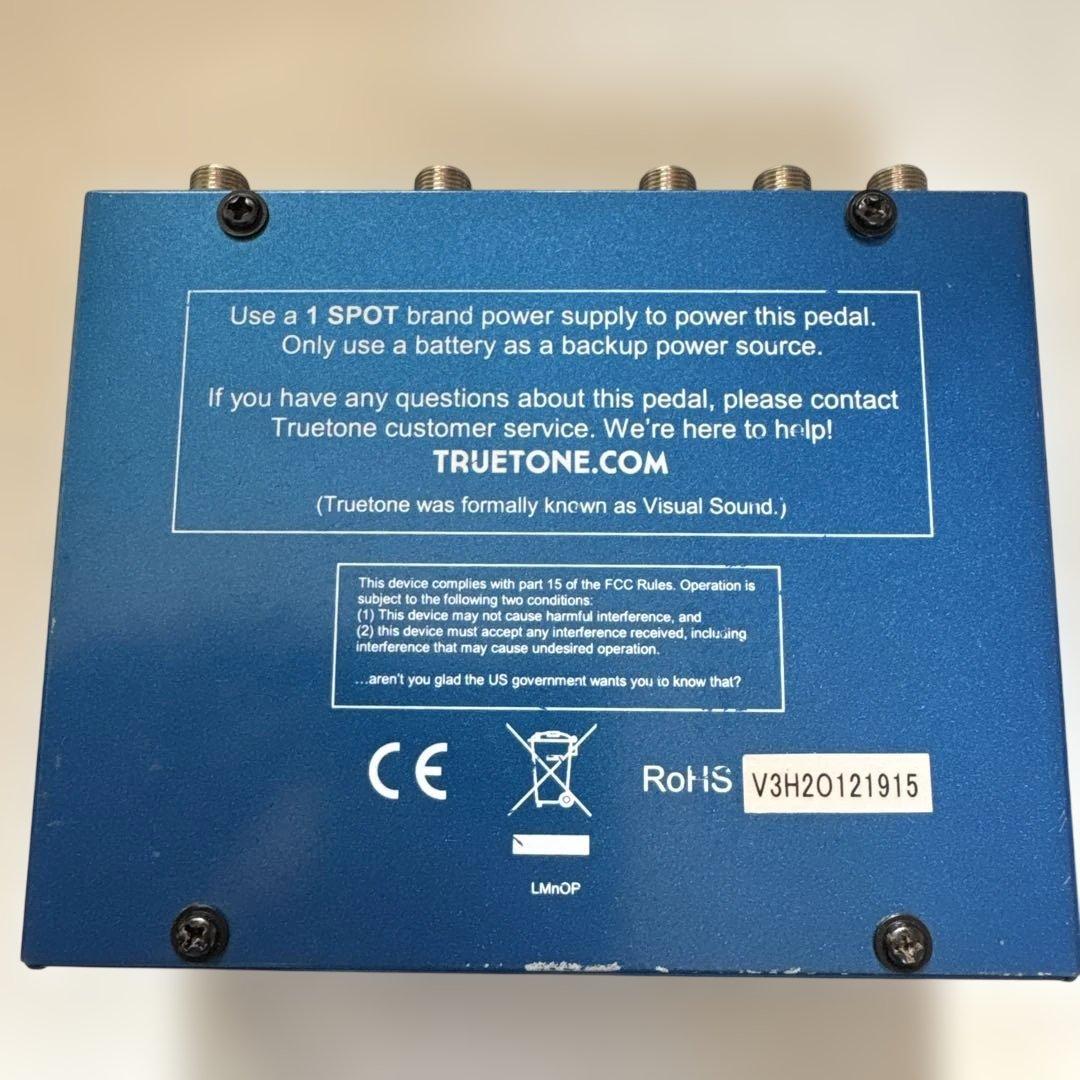 Use a 1 SPOT brand power supply to power this pedal.
Only use a battery as a backup power source.
If you have any questions about this pedal, please contact
Truetone customer service. We're here to help!
TRUETONE.COM
(Truetone was formally known as Visual Sound.)
This device complies with part 15 of the FCC Rules. Operation is
subject to the following two conditions:
(1) This device may not cause harmful interference, and
(2) this device must accept any interference received, including
interference that may cause undesired operation.
...aren't you glad the US government wants you to know that?
CE
RoHS
V3H2O121915
LMnOP